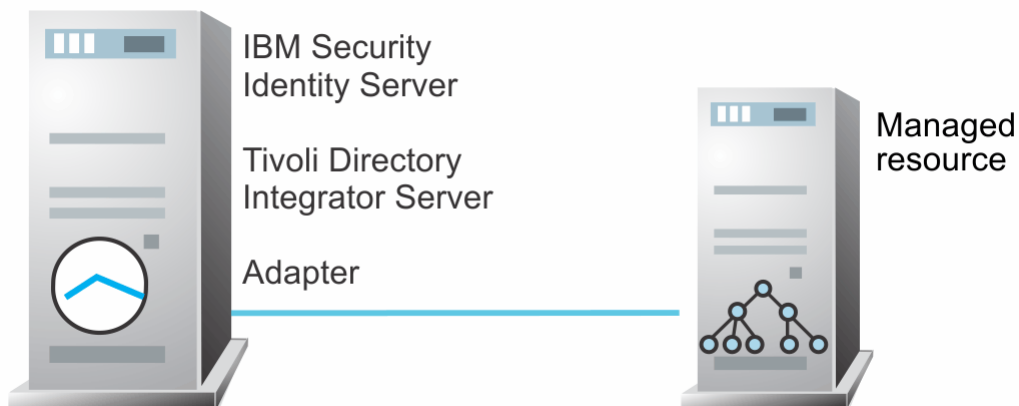 IBM Security
Identity Server
Tivoli Directory
Integrator Server
Adapter
Managed
resource